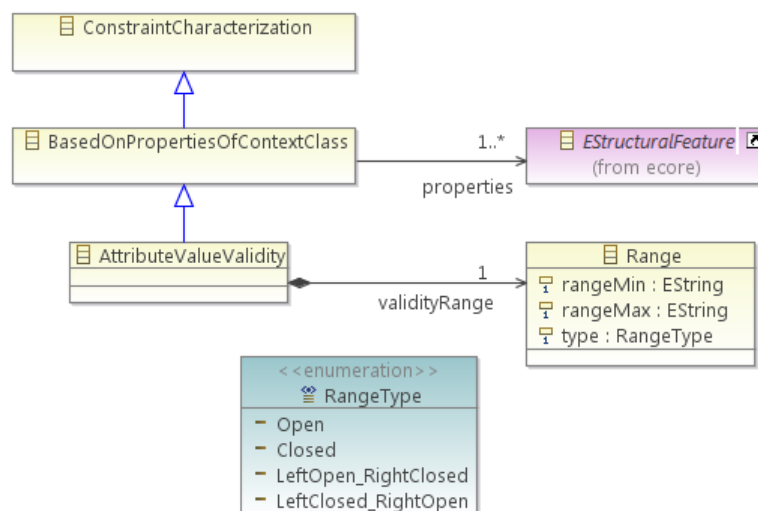 ConstraintCharacterization
BasedOnPropertiesOfContextClass
1..*
properties
EStructuralFeature
(from ecore)
AttributeValueValidity
1
validityRange
Range
rangeMin : EString
rangeMax : EString
type : RangeType
<<enumeration>>
RangeType
Open
Closed
LeftOpen_RightClosed
LeftClosed_RightOpen